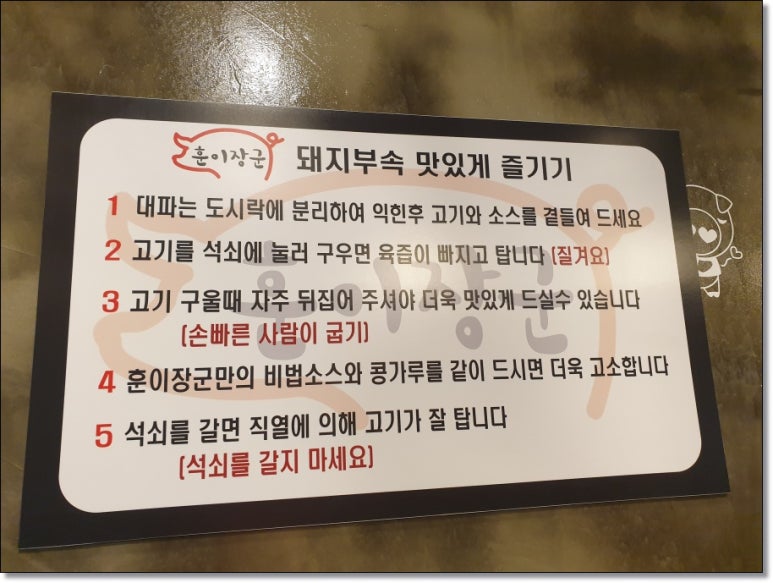 훈이장군 돼지부속 맛있게 즐기기
1 대파는 도시락에 분리하여 익힌후 고기와 소스를 곁들여 드세요
2 고기를 석쇠에 눌러 구우면 육즙이 빠지고 탑니다 (질겨요)
3 고기 구울때 자주 뒤집어 주셔야 더욱 맛있게 드실수 있습니다
(손빠른 사람이 굽기)
훈이장군
4 훈이장군만의 비법소스와 콩가루를 같이 드시면 더욱 고소합니다
5 석쇠를 갈면 직열에 의해 고기가 잘 탑니다
(석쇠를 갈지 마세요)